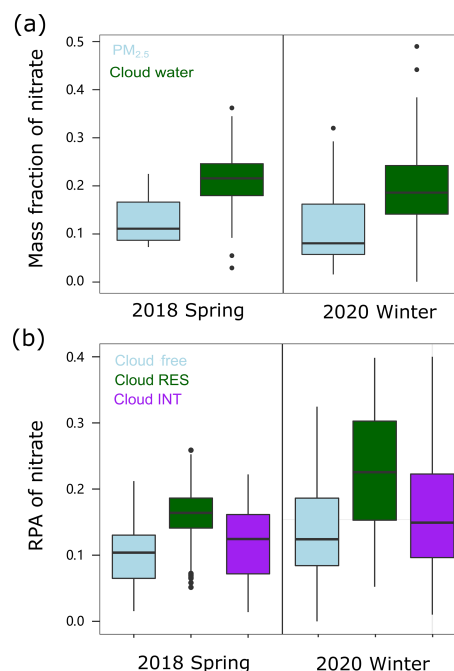 (a)
Mass fraction of nitrate
0.5
0.4
0.3
0.2
0.1
0.0
PM2.5
Cloud water
2018 Spring
2020 Winter
(b)
RPA of nitrate
0.4
0.3
0.2
0.1
0.0
Cloud free
Cloud RES
Cloud INT
2018 Spring
2020 Winter